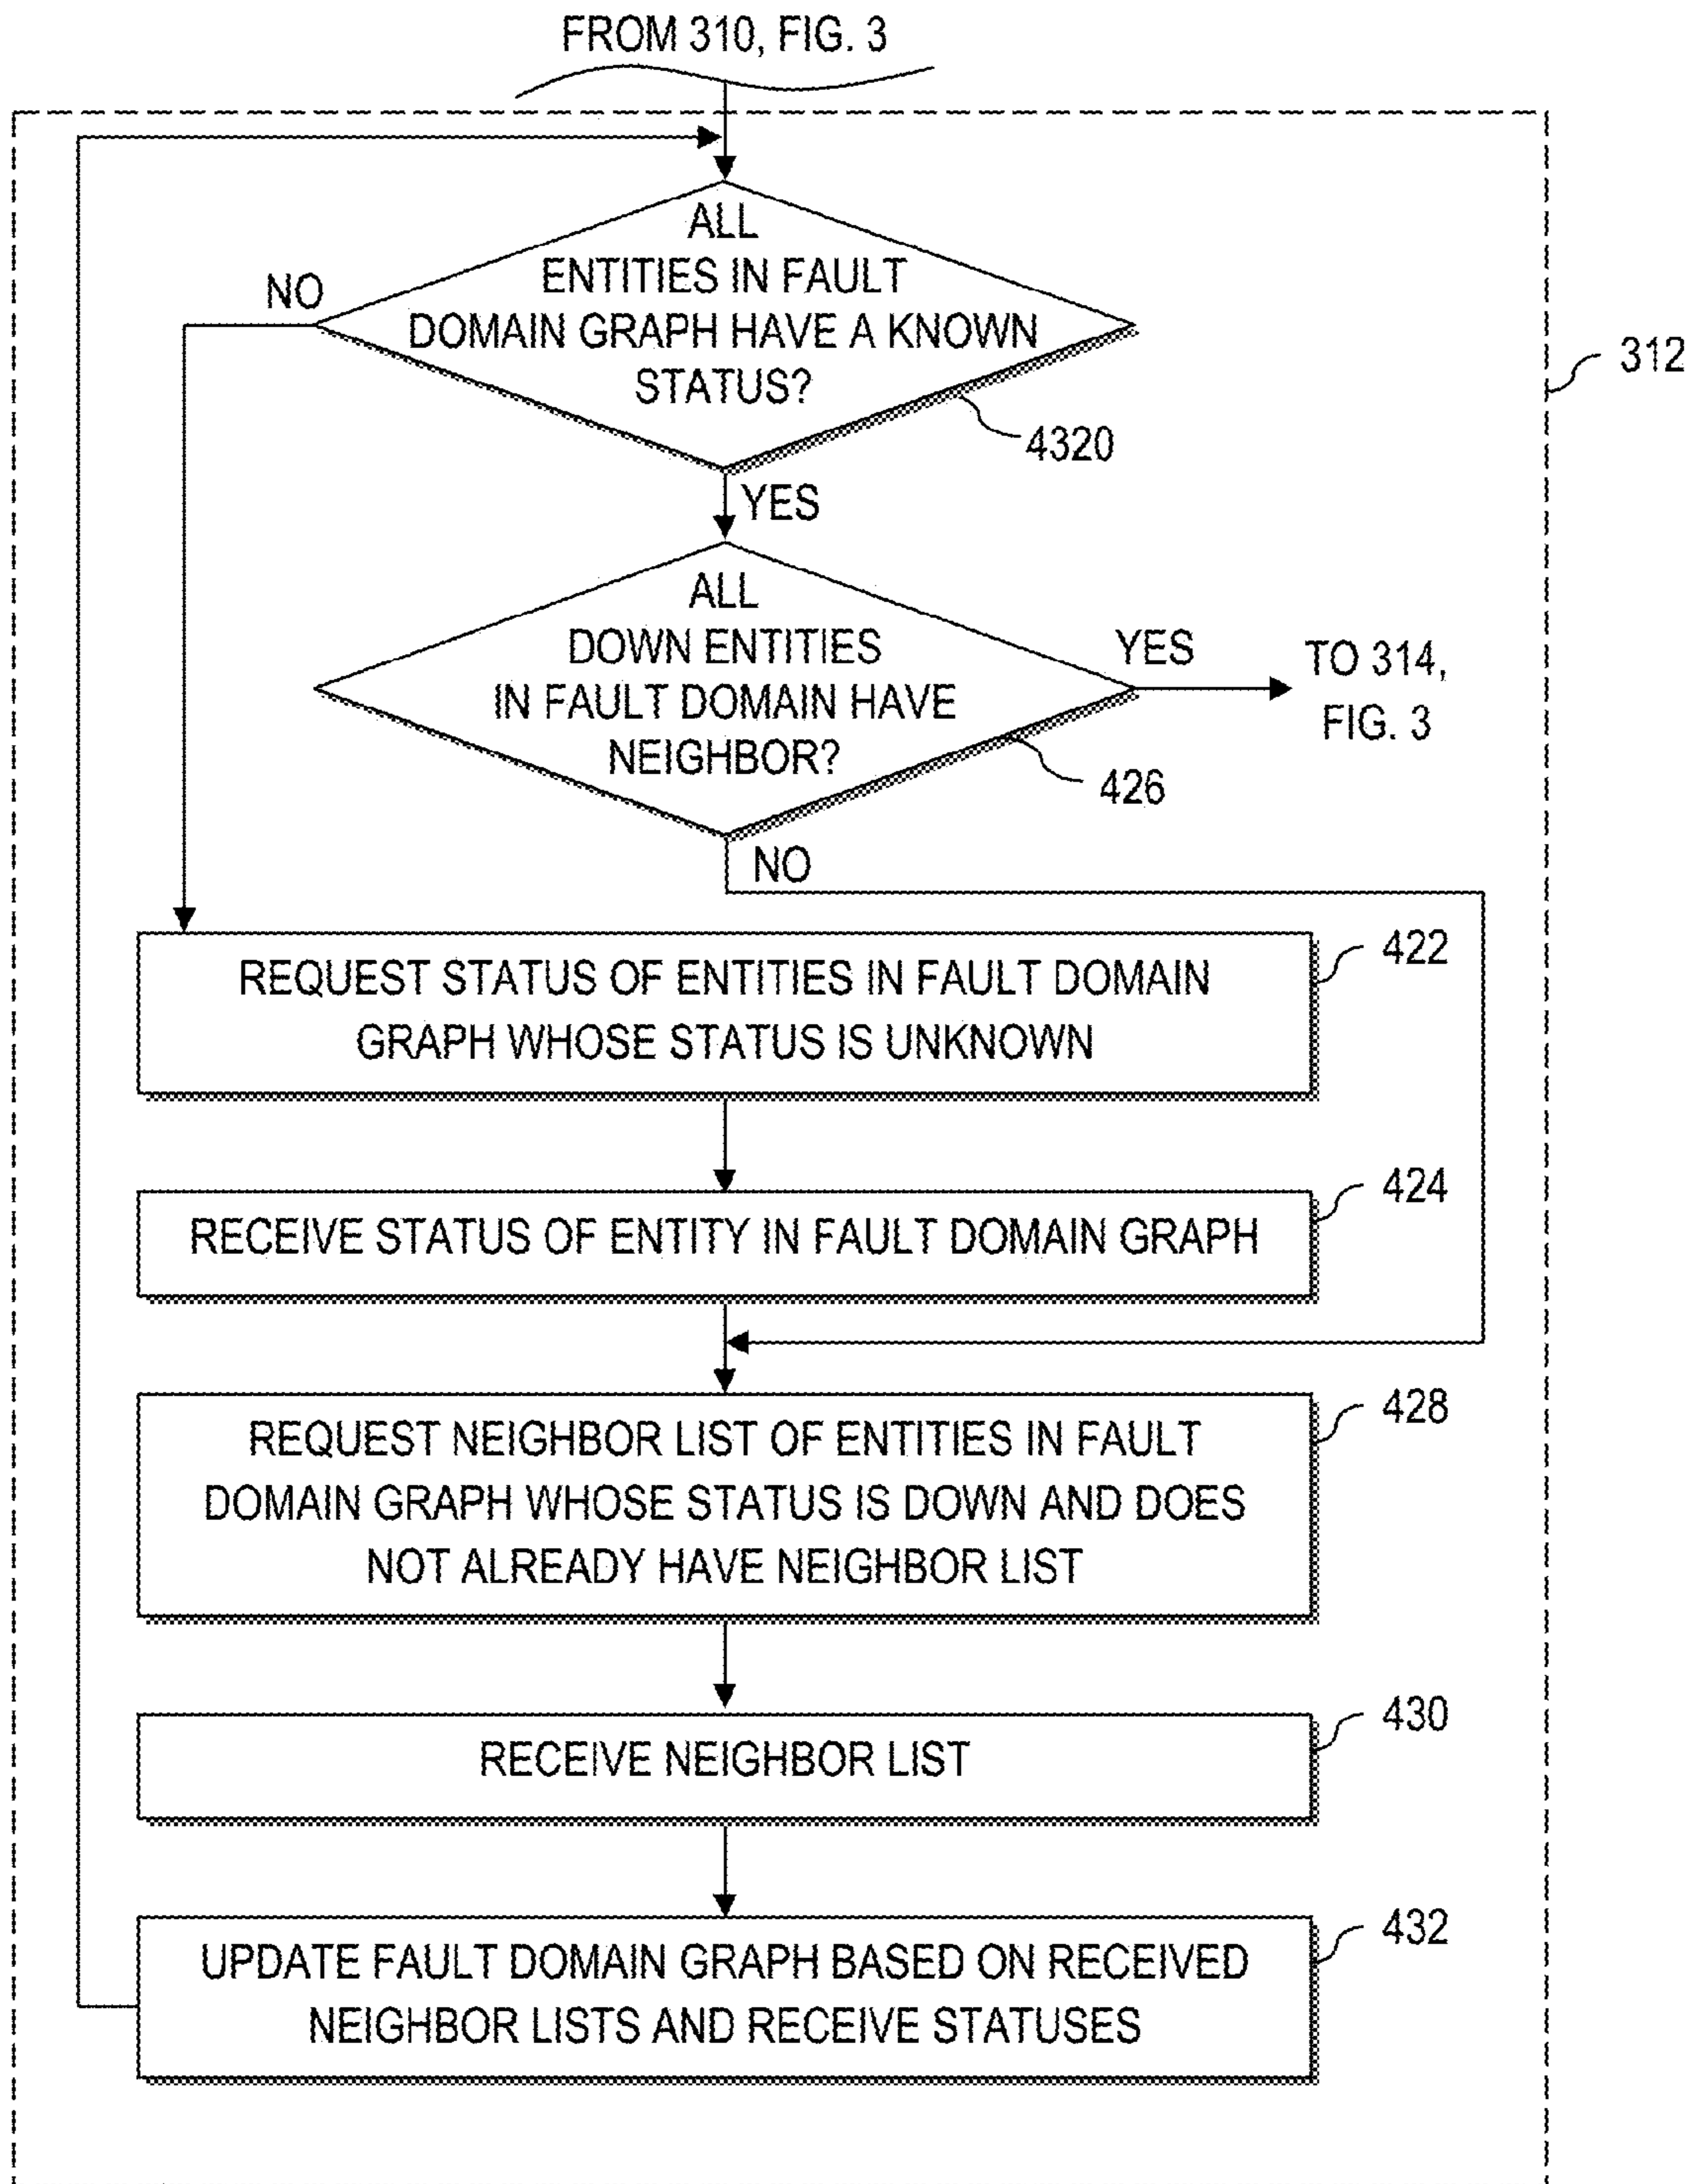 FROM 310, FIG. 3
ALL
ENTITIES IN FAULT
DOMAIN GRAPH HAVE A KNOWN
STATUS?
NO
312
4320
YES
ALL
DOWN ENTITIES
IN FAULT DOMAIN HAVE
NEIGHBOR?
YES
TO 314,
FIG. 3
426
NO
422
REQUEST STATUS OF ENTITIES IN FAULT DOMAIN
GRAPH WHOSE STATUS IS UNKNOWN
424
RECEIVE STATUS OF ENTITY IN FAULT DOMAIN GRAPH
428
REQUEST NEIGHBOR LIST OF ENTITIES IN FAULT
DOMAIN GRAPH WHOSE STATUS IS DOWN AND DOES
NOT ALREADY HAVE NEIGHBOR LIST
430
RECEIVE NEIGHBOR LIST
432
UPDATE FAULT DOMAIN GRAPH BASED ON RECEIVED
NEIGHBOR LISTS AND RECEIVE STATUSES